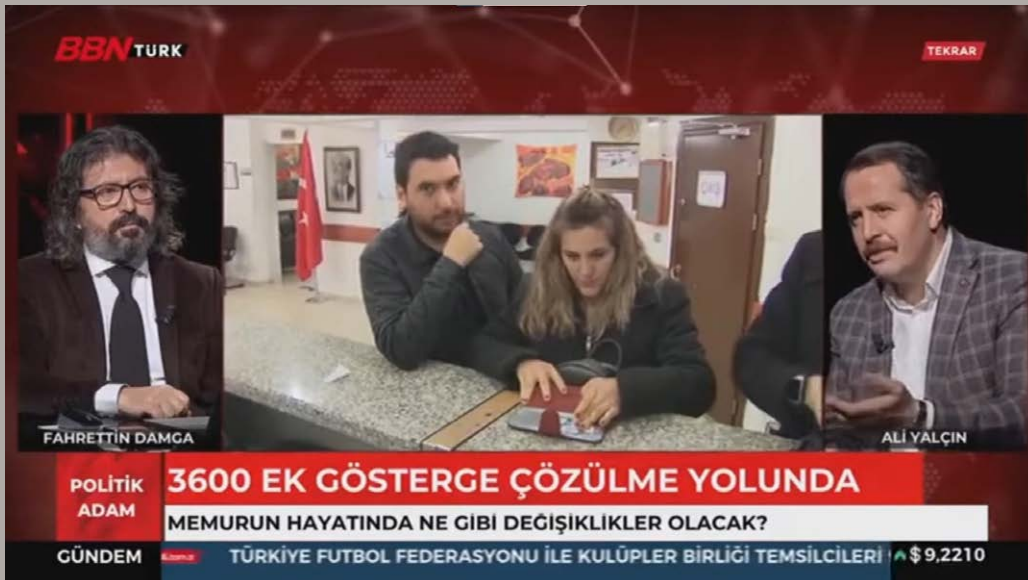 BBN TÜRK
TEKRAR
FAHRETTİN DAMGA
ALİ YALÇIN
POLİTİK
ADAM
3600 EK GÖSTERGE ÇÖZÜLME YOLUNDA
MEMURUN HAYATINDA NE GİBİ DEĞİŞİKLİKLER OLACAK?
GÜNDEM
TÜRKİYE FUTBOL FEDERASYONU İLE KULÜPLER BİRLİĞİ TEMSİLCİLERİ
$ 9,2210